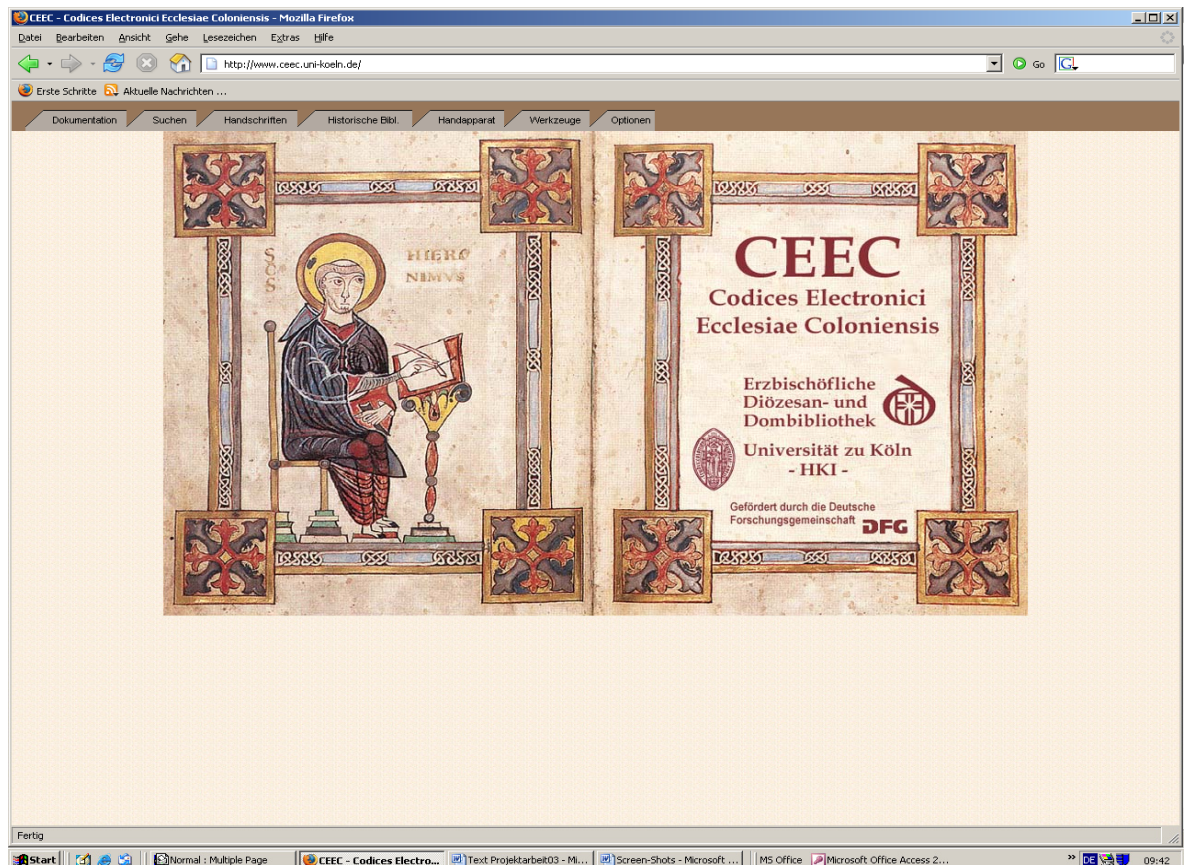 CEEC - Codices Electronici Ecclesiae Coloniensis - Mozilla Firefox
Datei Bearbeiten Ansicht Gehe Lesezeichen Extras Hilfe
http://www.ceec.uni-koeln.de/ Go G
Erste Schritte Aktuelle Nachrichten ...
Dokumentation Suchen Handschriften Historische Bibl. Handapparat Werkzeuge Optionen
SCS
HIERO
NIMVS
CEEC
Codices Electronici
Ecclesiae Coloniensis
Erzbischöfliche
Diözesan- und
Dombibliothek
Universität zu Köln
- HKI -
Gefördert durch die Deutsche
Forschungsgemeinschaft DFG
Fertig
Start Normal : Multiple Page CEEC - Codices Electro... Text Projektarbeit03 - Mi... Screen-Shots - Microsoft ... MS Office Microsoft Office Access 2... » DE 09:42